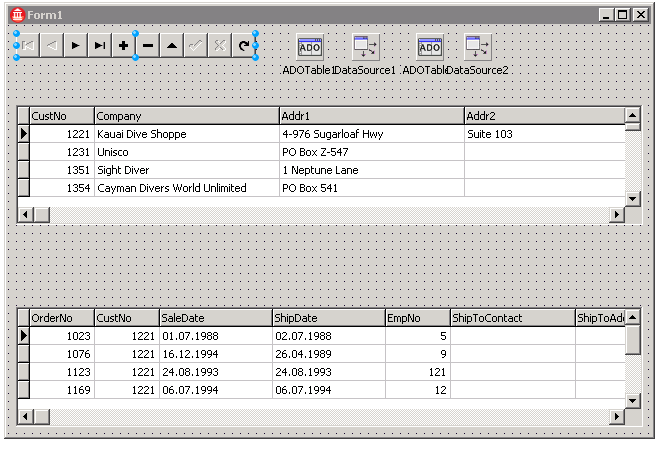 Form1
ADO ADO
ADOTable1 DataSource1 ADOTabl DataSource2
CustNo Company Addr1 Addr2
1221 Kauai Dive Shoppe 4-976 Sugarloaf Hwy Suite 103
1231 Unisco PO Box Z-547
1351 Sight Diver 1 Neptune Lane
1354 Cayman Divers World Unlimited PO Box 541
OrderNo CustNo SaleDate ShipDate EmpNo ShipToContact ShipToAdd
1023 1221 01.07.1988 02.07.1988 5
1076 1221 16.12.1994 26.04.1989 9
1123 1221 24.08.1993 24.08.1993 121
1169 1221 06.07.1994 06.07.1994 12